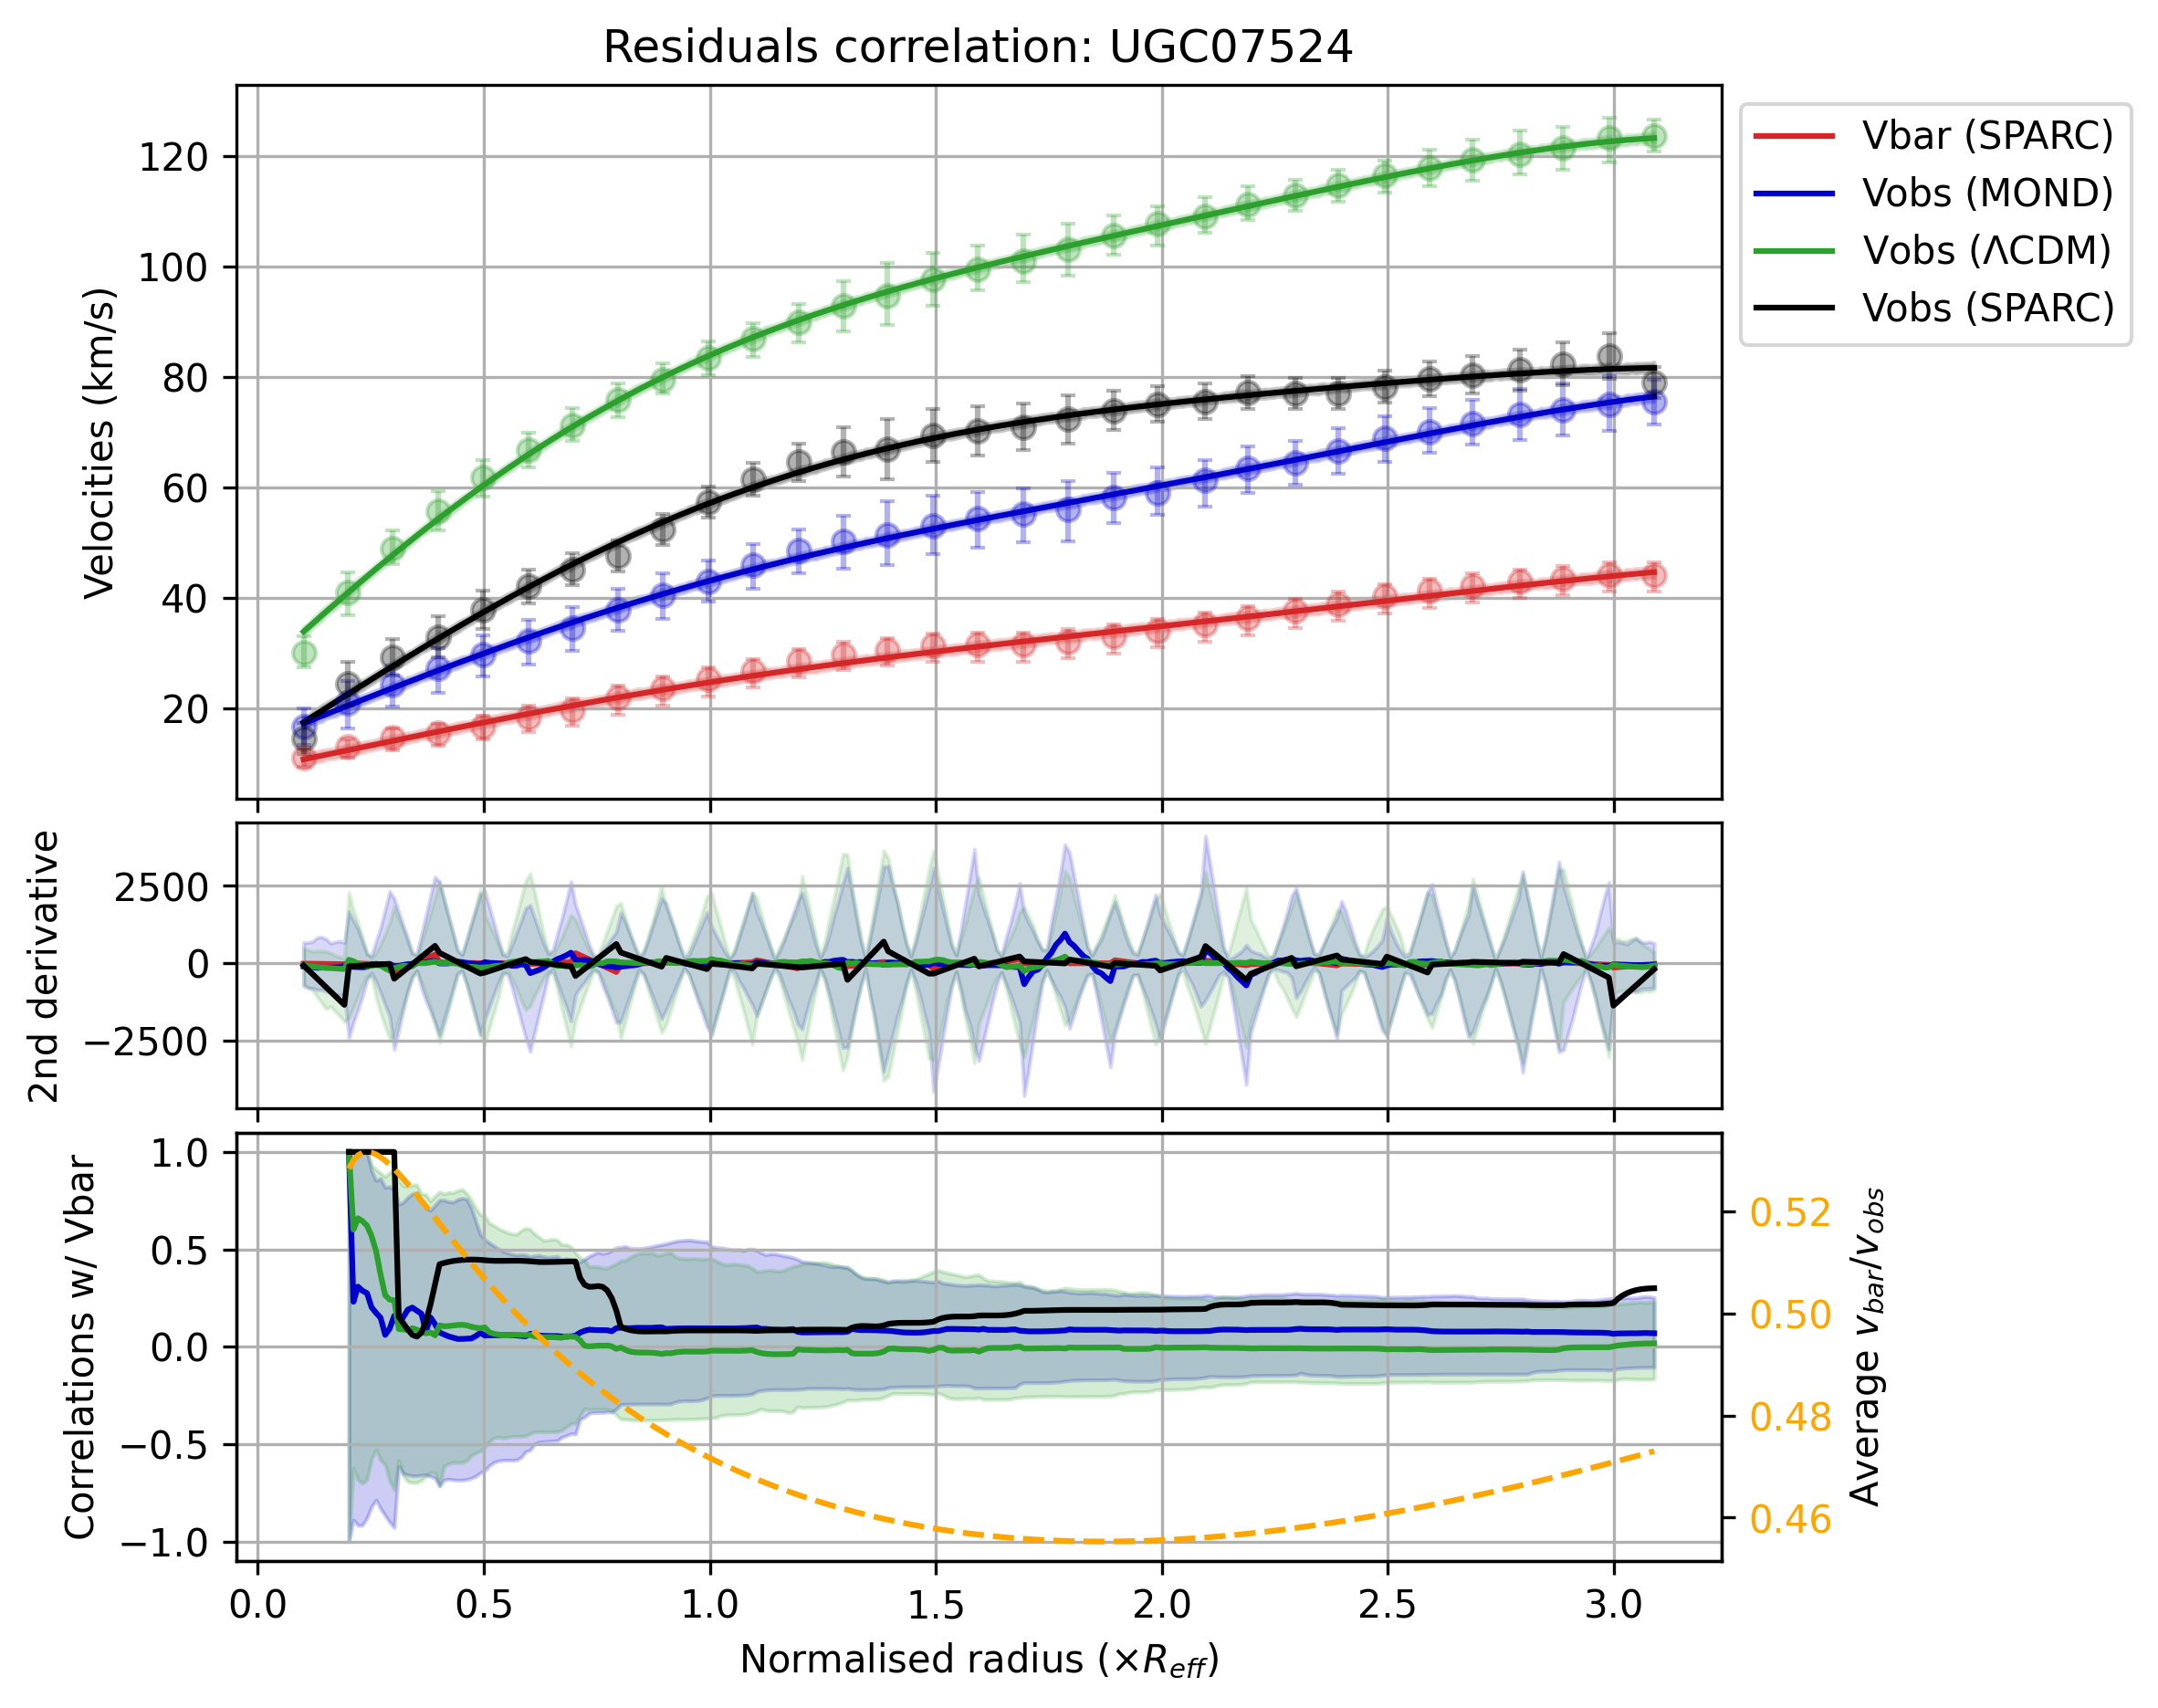 Residuals correlation: UGC07524
120
100
80
60
40
20
Velocities (km/s)
Vbar (SPARC)
Vobs (MOND)
Vobs (ΛCDM)
Vobs (SPARC)
2500
0
−2500
2nd derivative
1.0
0.5
0.0
−0.5
−1.0
Correlations w/ Vbar
0.52
0.50
0.48
0.46
Average v_bar/v_obs
0.0 0.5 1.0 1.5 2.0 2.5 3.0
Normalised radius (×R_eff)